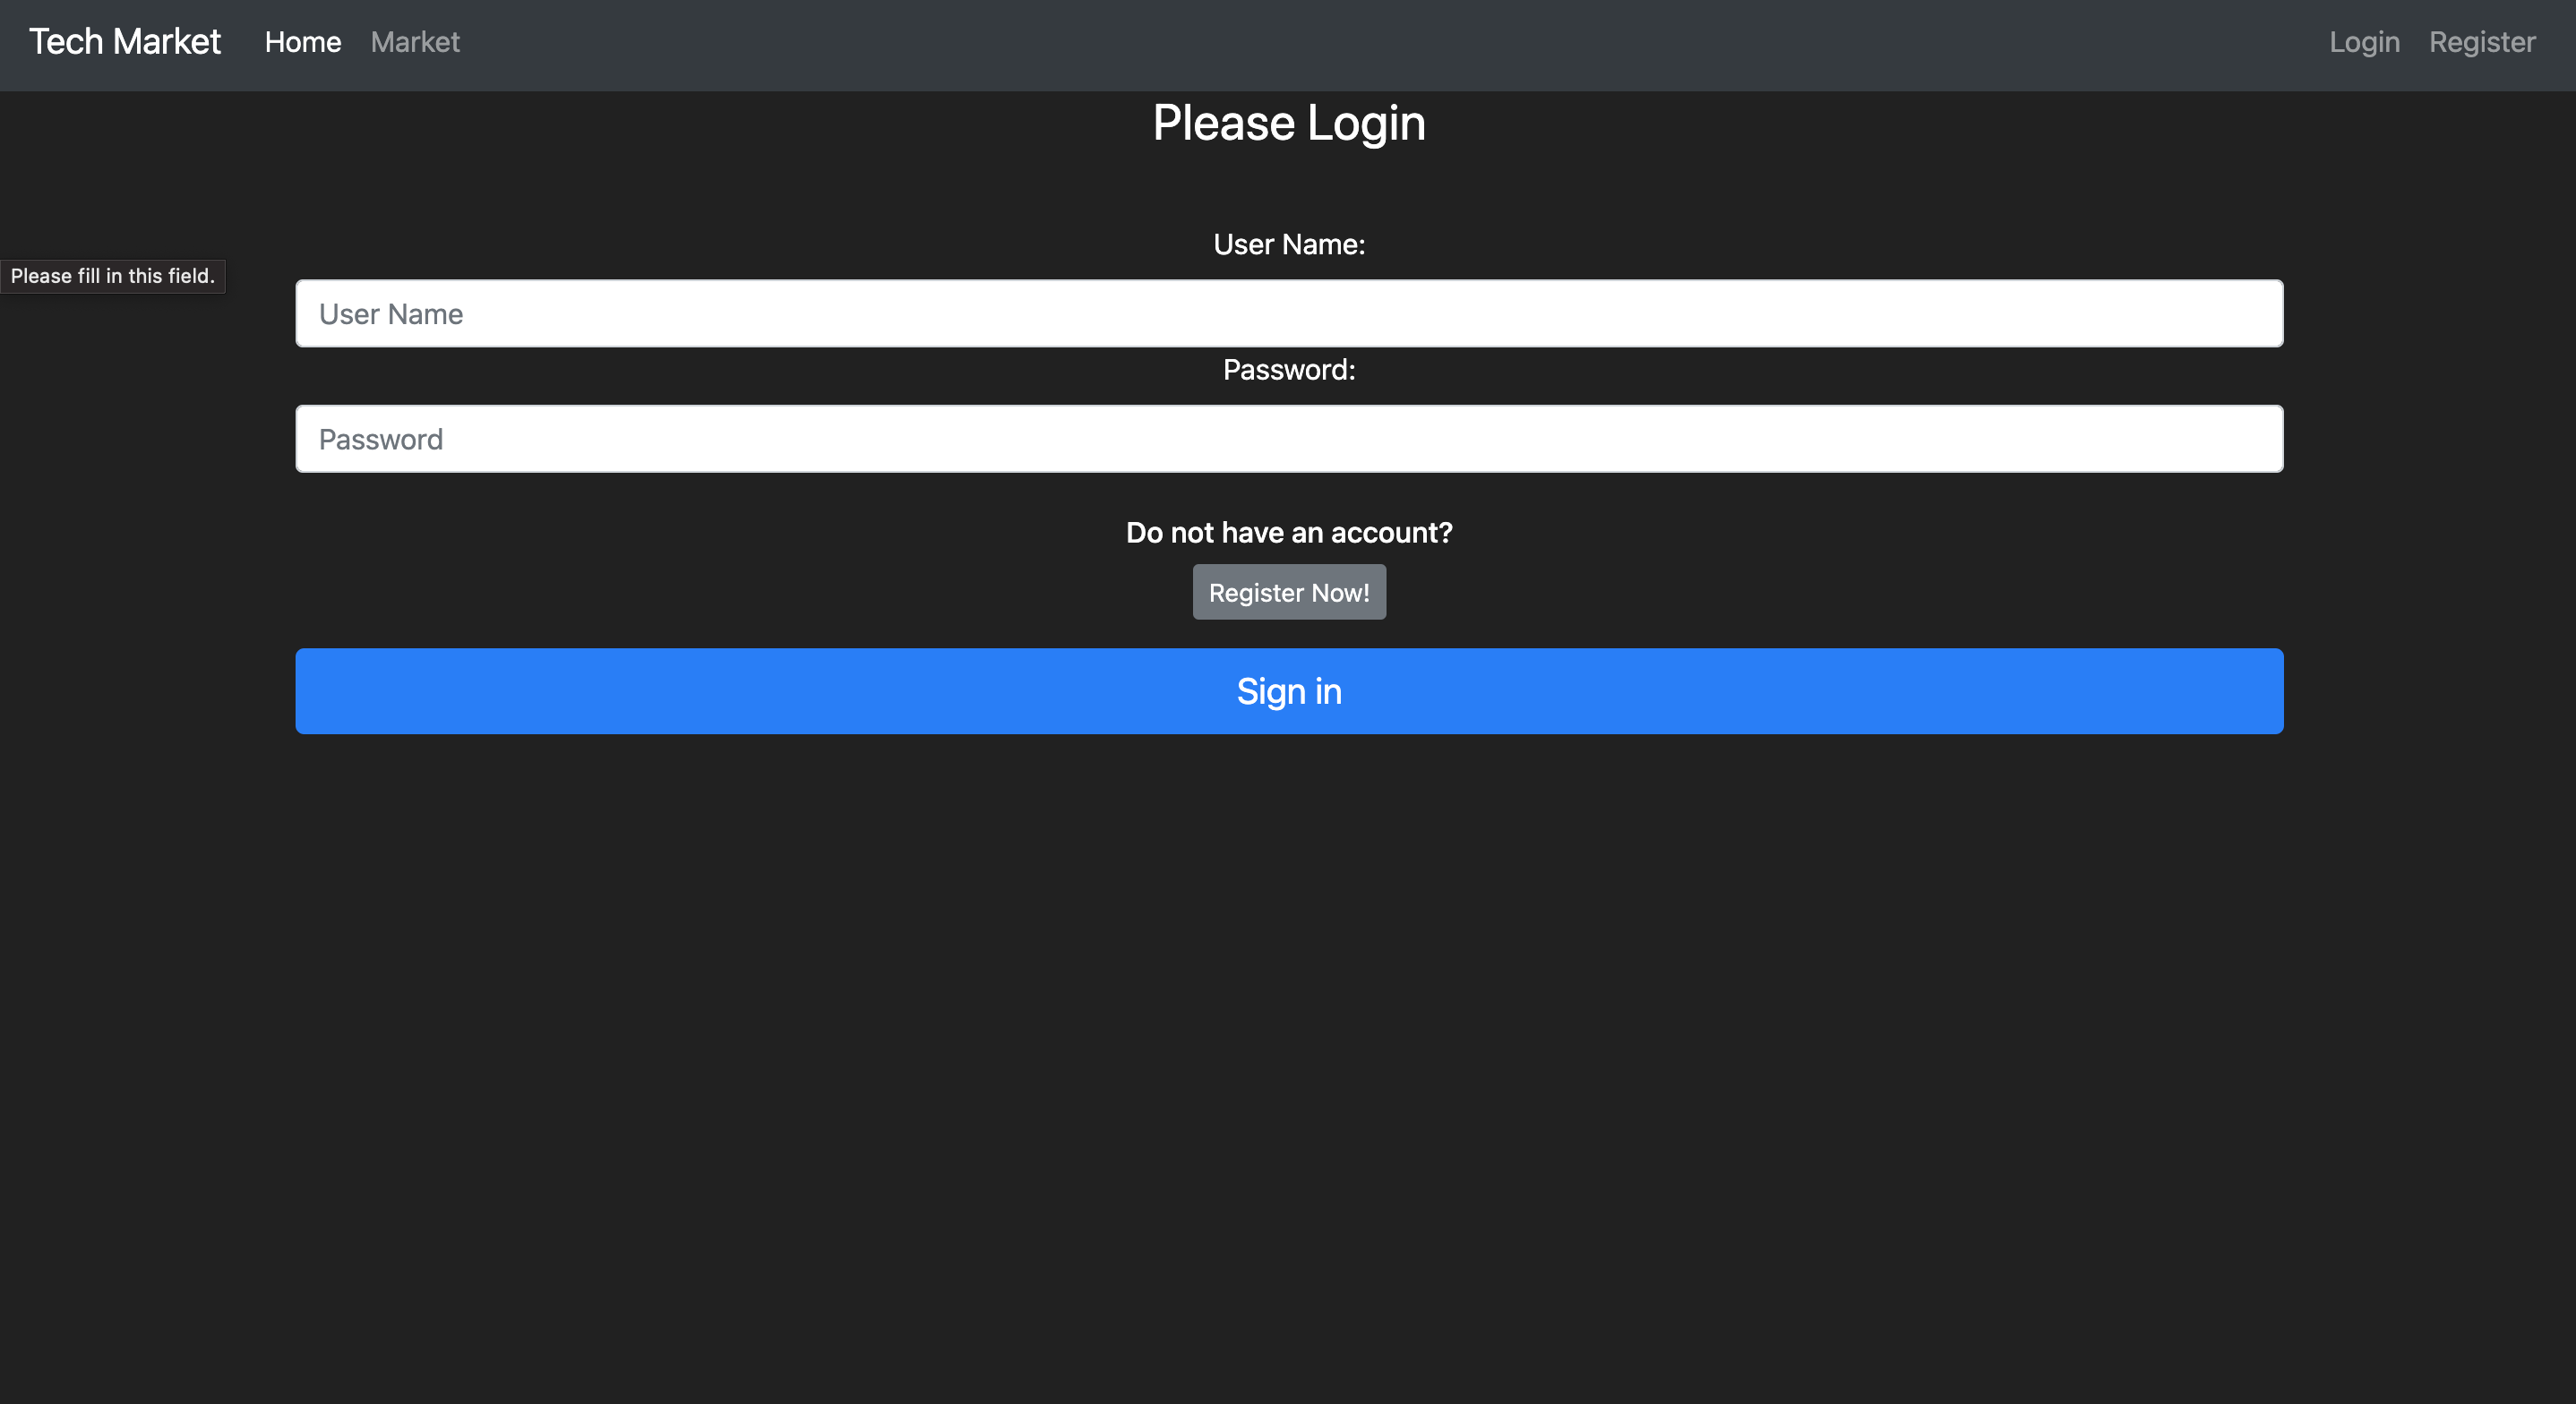 Tech Market Home Market Login Register
Please Login
User Name:
Please fill in this field.
User Name
Password:
Password
Do not have an account?
Register Now!
Sign in